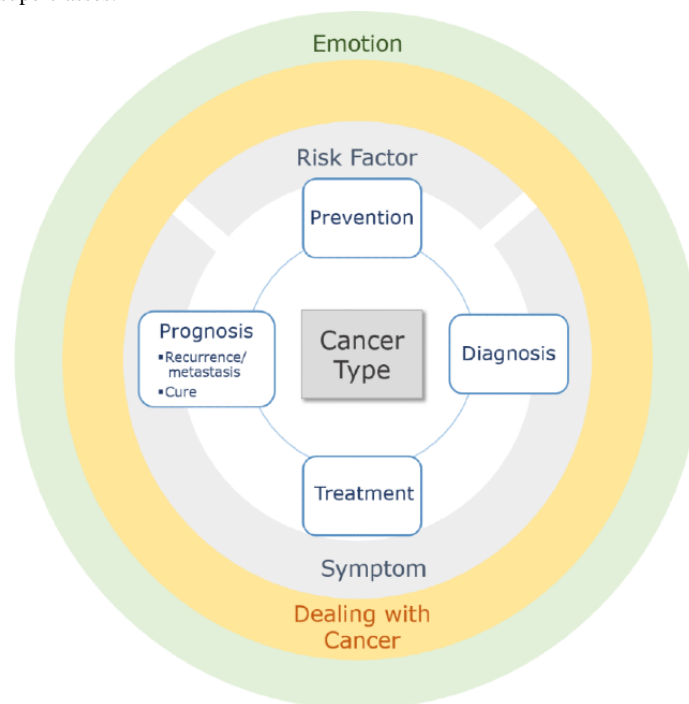 Emotion
Risk Factor
Prevention
Prognosis
▪Recurrence/
metastasis
▪Cure
Cancer
Type
Diagnosis
Treatment
Symptom
Dealing with
Cancer